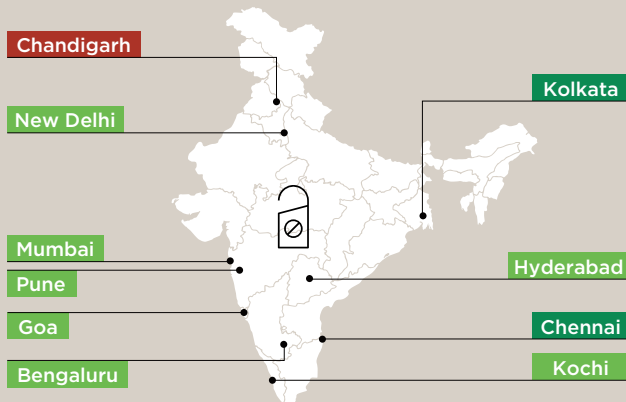 Chandigarh
New Delhi
Mumbai
Pune
Goa
Bengaluru
Kolkata
Hyderabad
Chennai
Kochi